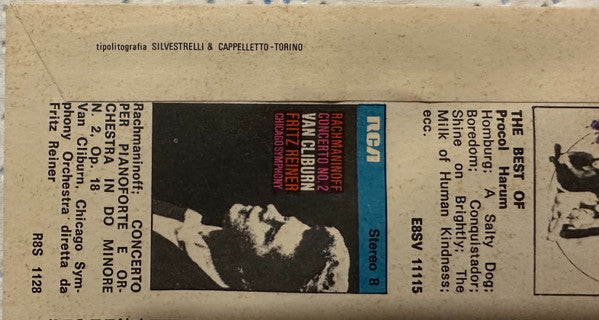 tipolitografia SILVESTRELLI & CAPPELLETTO-TORINO
THE BEST OF
Procol Harum
Homburg; A Salty Dog;
Boredom; Conquistador;
Shine on Brightly; The
Milk of Human Kindness;
ecc.
E8SV 11115
RCA
Stereo 8
RACHMANINOFF
CONCERTO NO. 2
VAN CLIBURN
FRITZ REINER
CHICAGO SYMPHONY
Rachmaninoff: CONCERTO
PER PIANOFORTE E OR-
CHESTRA IN DO MINORE
N. 2, Op. 18
Van Cliburn, Chicago Sym-
phony Orchestra diretta da
Fritz Reiner
R8S 1128